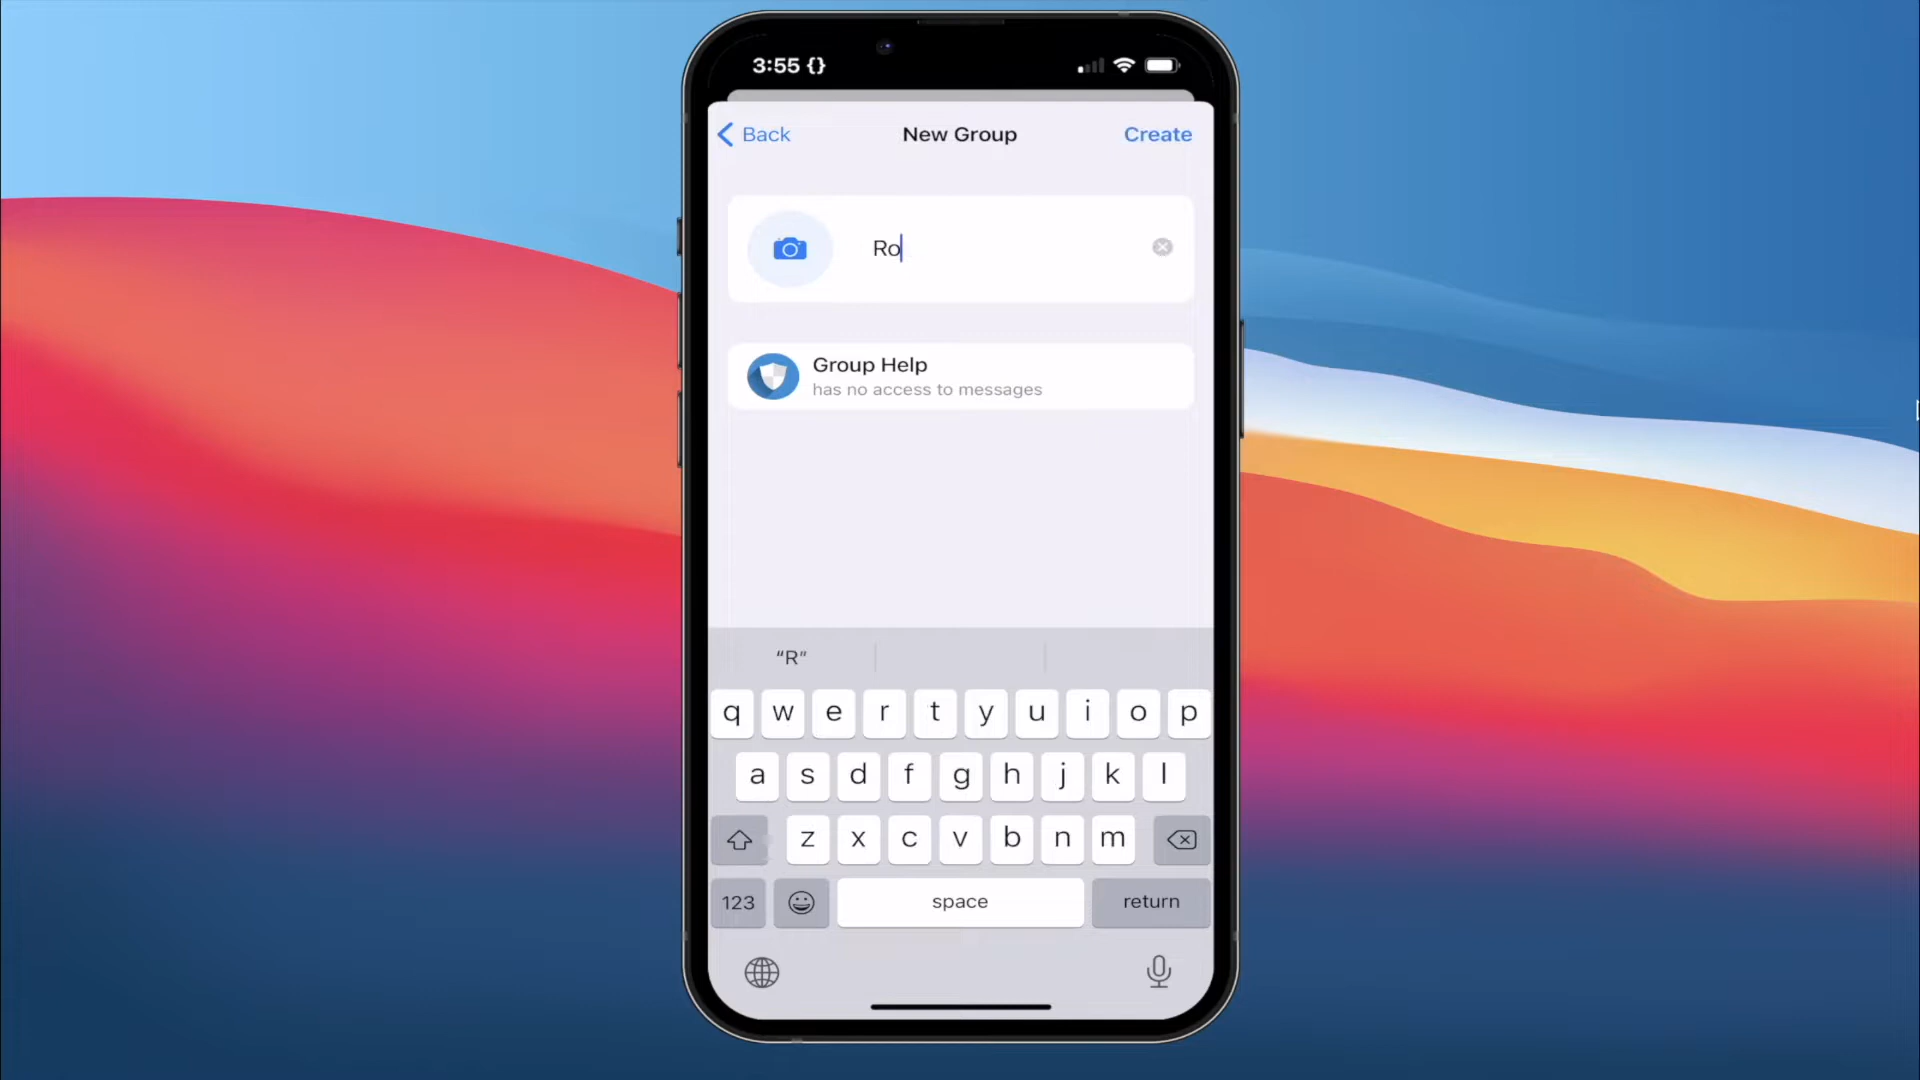 3:55 {}
Back
New Group
Create
Ro
Group Help
has no access to messages
“R”
q w e r t y u i o p
a s d f g h j k l
z x c v b n m
123
space
return